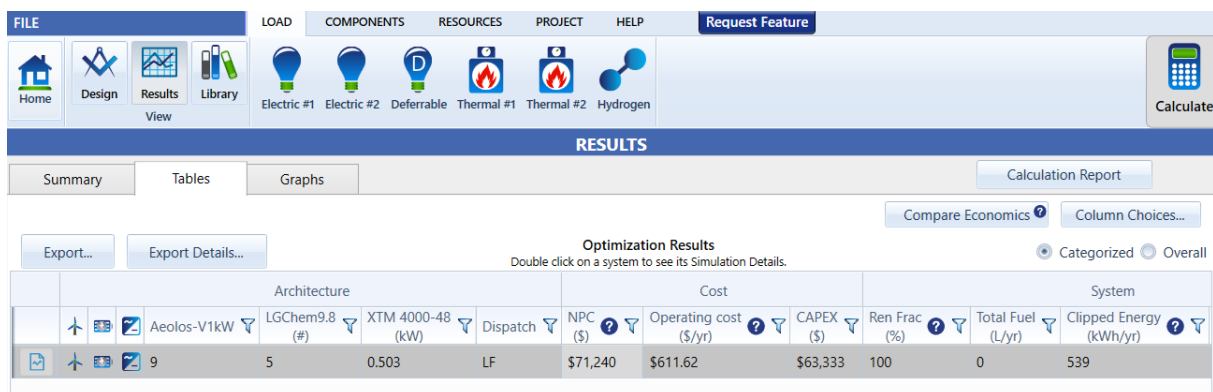 FILE LOAD COMPONENTS RESOURCES PROJECT HELP Request Feature
Home Design Results Library Electric #1 Electric #2 Deferrable Thermal #1 Thermal #2 Hydrogen Calculate
D
View
RESULTS
Summary Tables Graphs Calculation Report
Compare Economics ? Column Choices...
Export... Export Details... Optimization Results Categorized Overall
Double click on a system to see its Simulation Details.
Architecture Cost System
Aeolos-V1kW LGChem9.8 (#) XTM 4000-48 (kW) Dispatch NPC ($) ? Operating cost ($/yr) ? CAPEX ($) Ren Frac (%) ? Total Fuel (L/yr) Clipped Energy (kWh/yr) ?
9 5 0.503 LF $71,240 $611.62 $63,333 100 0 539